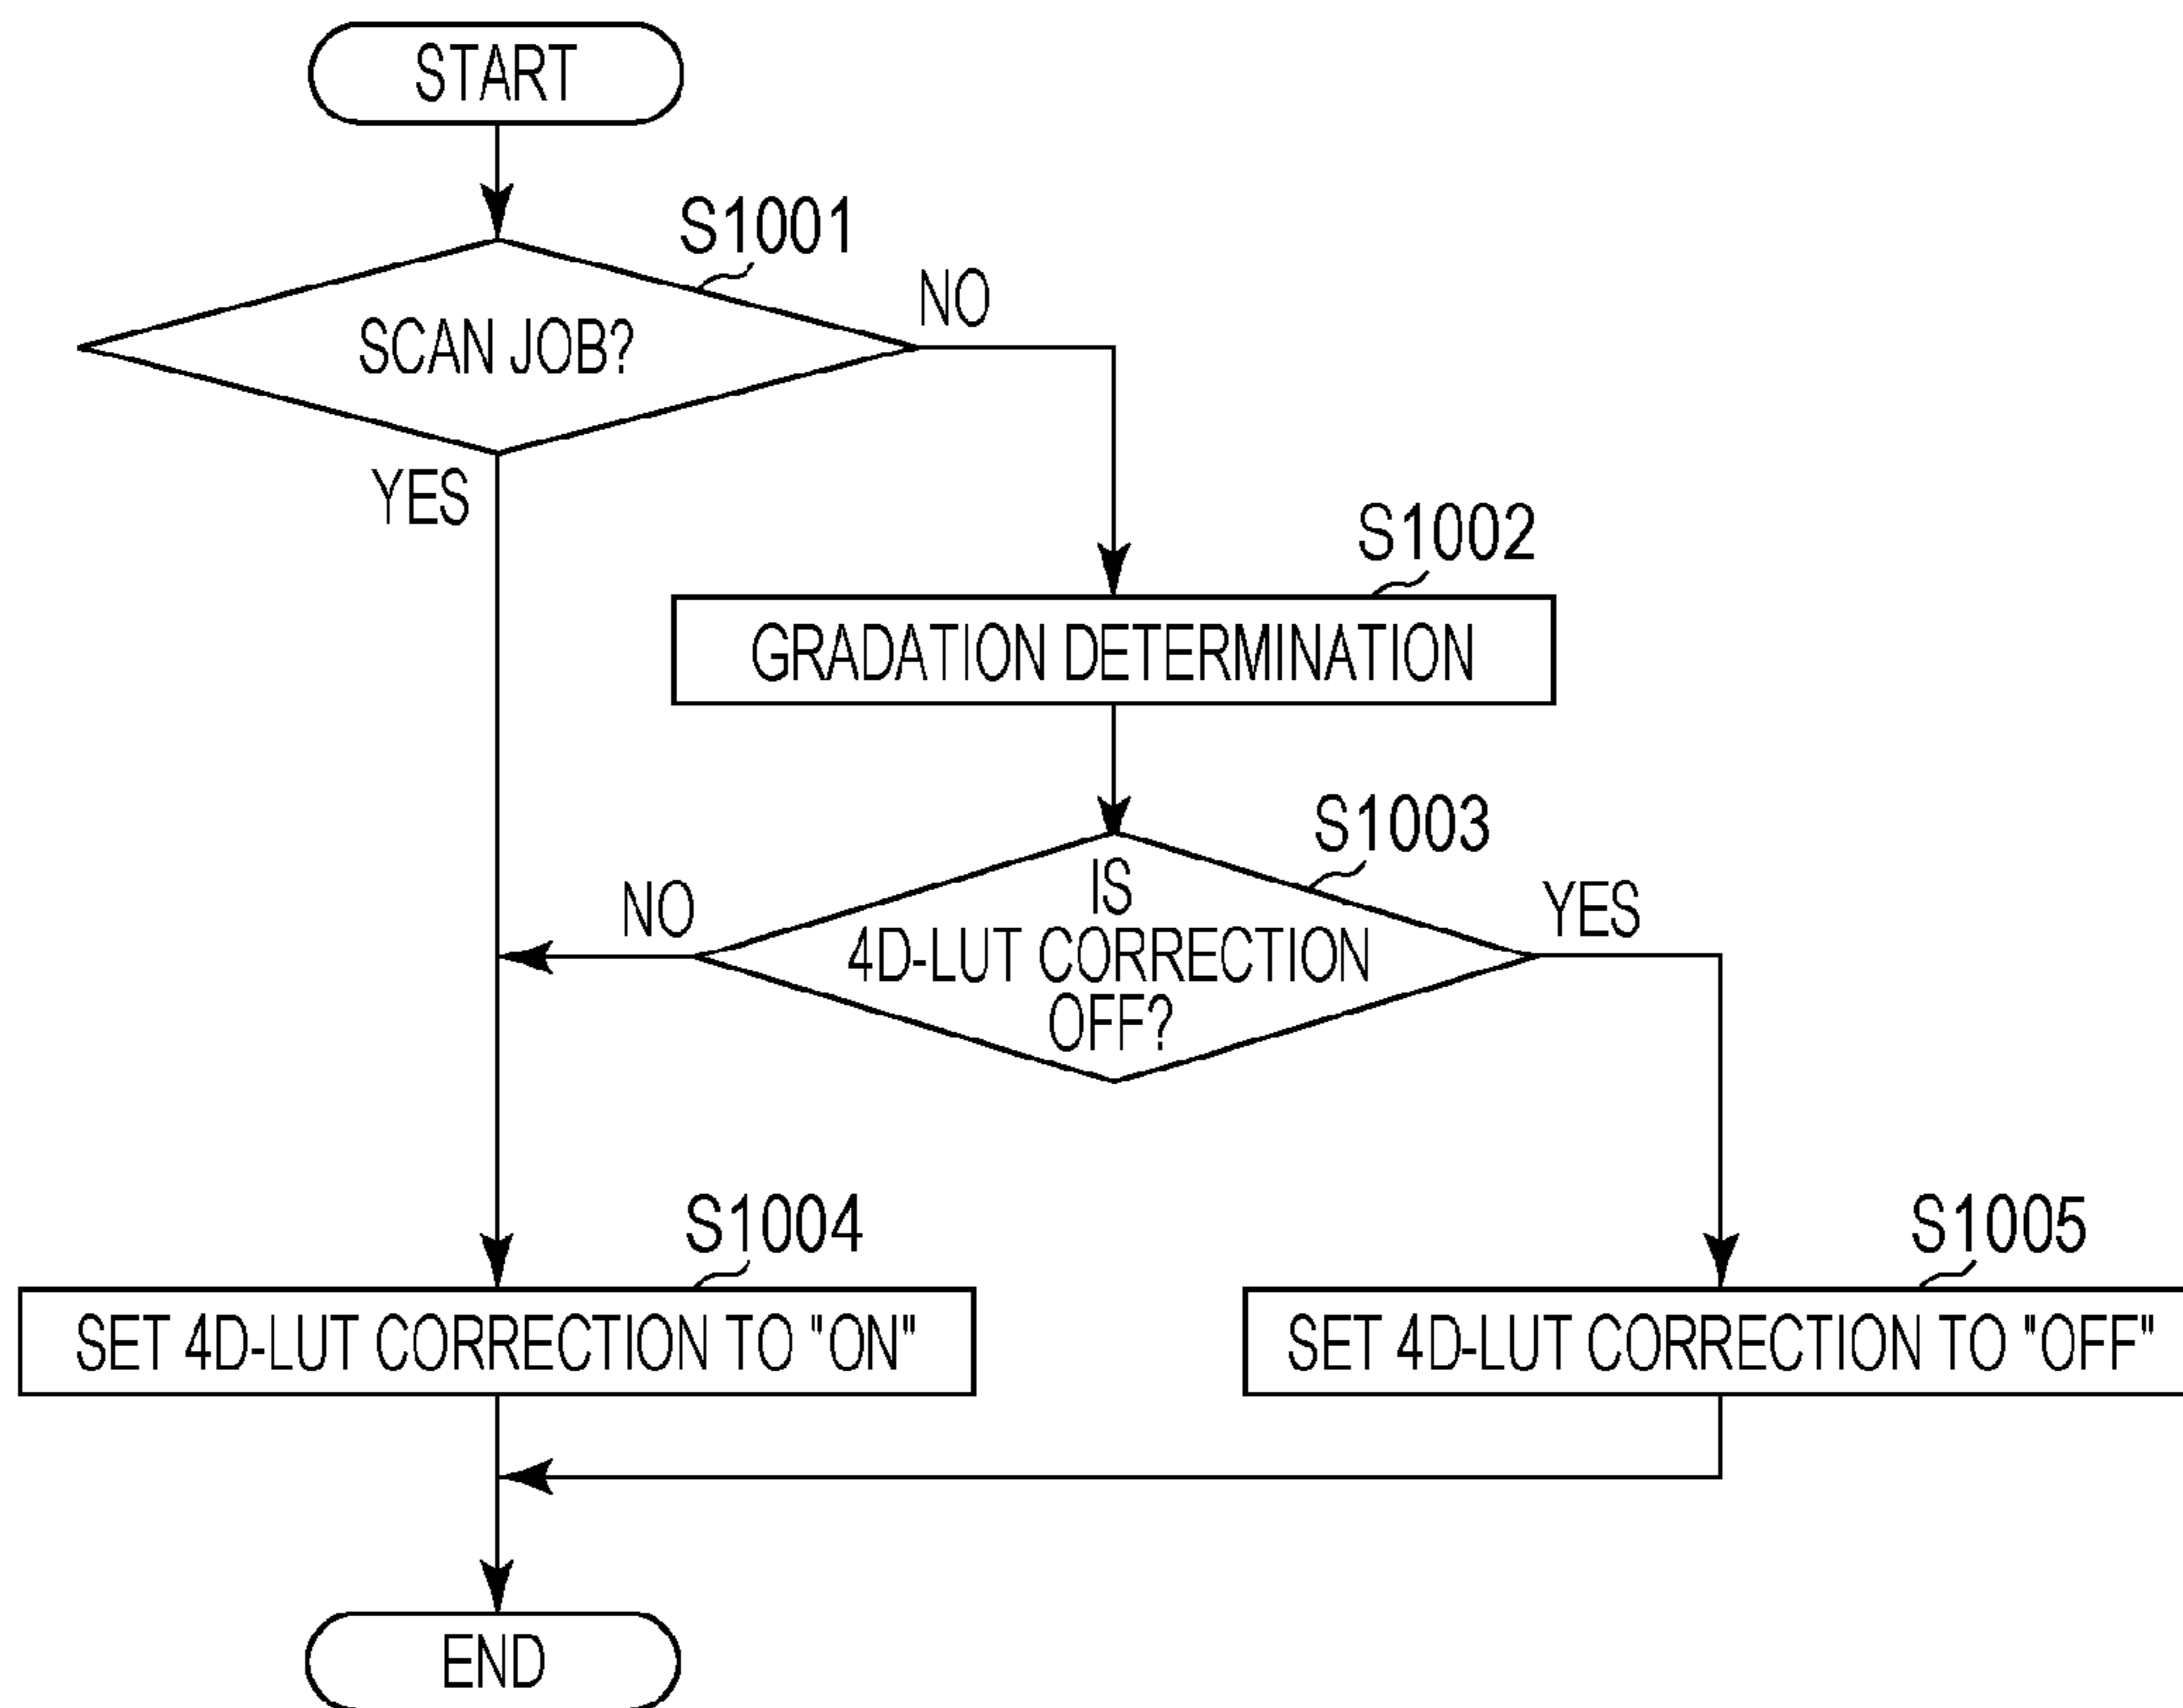 START
S1001
SCAN JOB?
NO
YES
S1002
GRADATION DETERMINATION
S1003
IS
4D-LUT CORRECTION
OFF?
NO
YES
S1004
SET 4D-LUT CORRECTION TO "ON"
S1005
SET 4D-LUT CORRECTION TO "OFF"
END